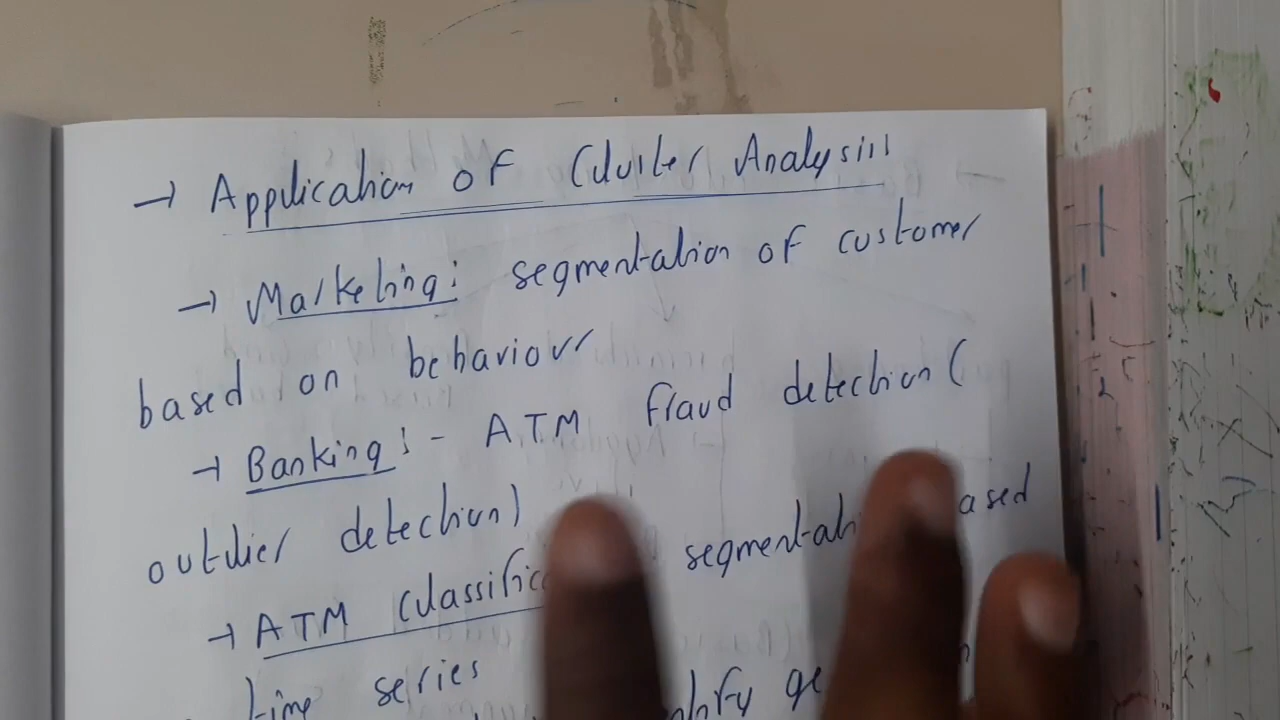 → Application of Cluster Analysis
→ Marketing: segmentation of customer
based on behaviour
→ Banking:- ATM fraud detection (
outlier detection)
→ ATM segmentation
time series